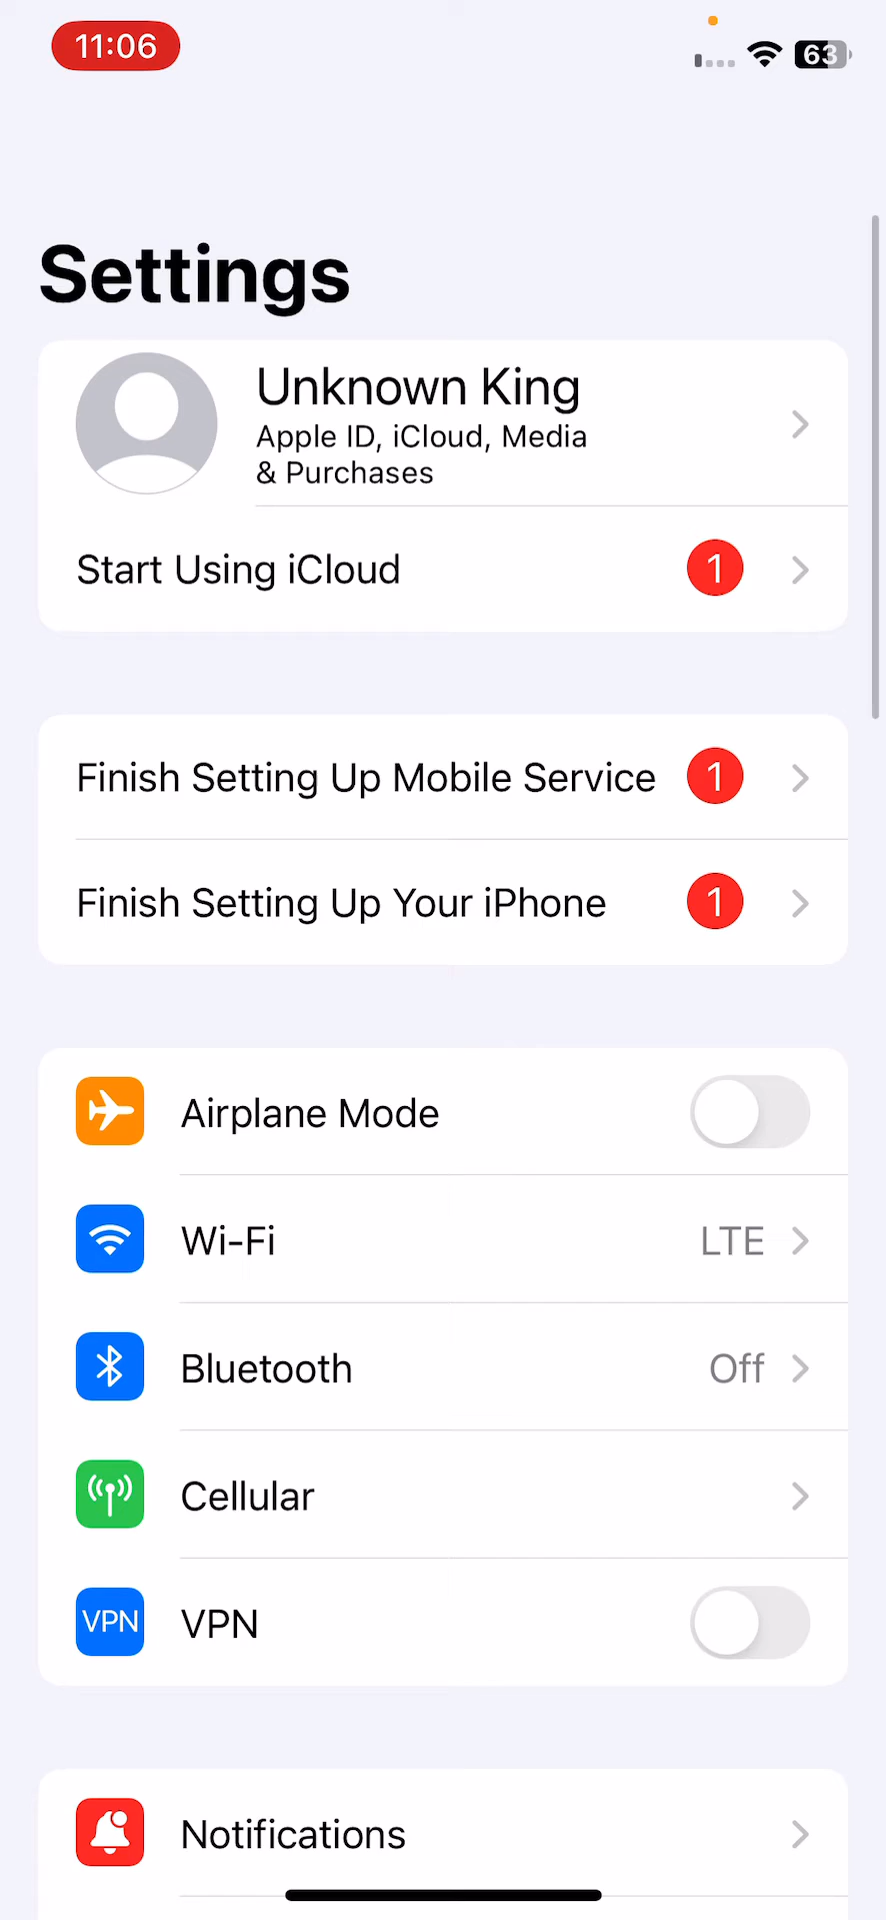 11:06
63
Settings
Unknown King
Apple ID, iCloud, Media
& Purchases
Start Using iCloud 1
Finish Setting Up Mobile Service 1
Finish Setting Up Your iPhone 1
Airplane Mode
Wi-Fi LTE
Bluetooth Off
Cellular
VPN VPN
Notifications